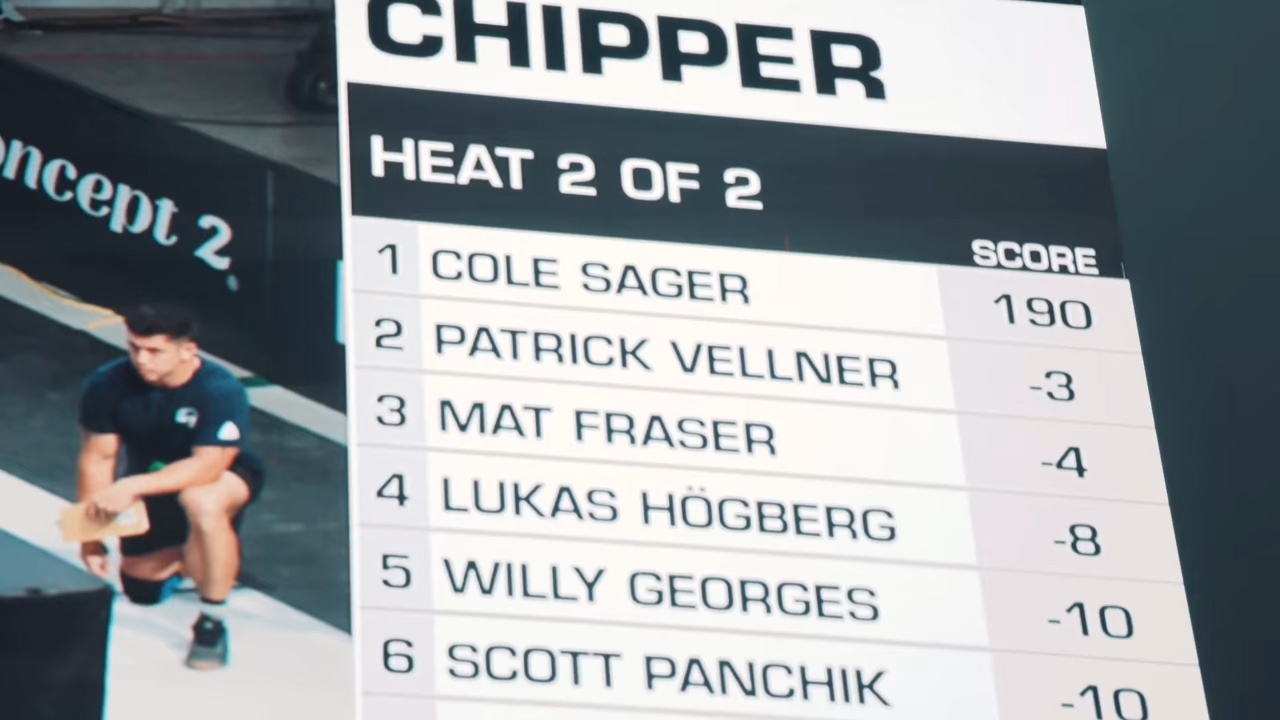 CHIPPER
HEAT 2 OF 2
SCORE
1 COLE SAGER 190
2 PATRICK VELLNER -3
3 MAT FRASER -4
4 LUKAS HÖGBERG -8
5 WILLY GEORGES -10
6 SCOTT PANCHIK -10
oncept 2